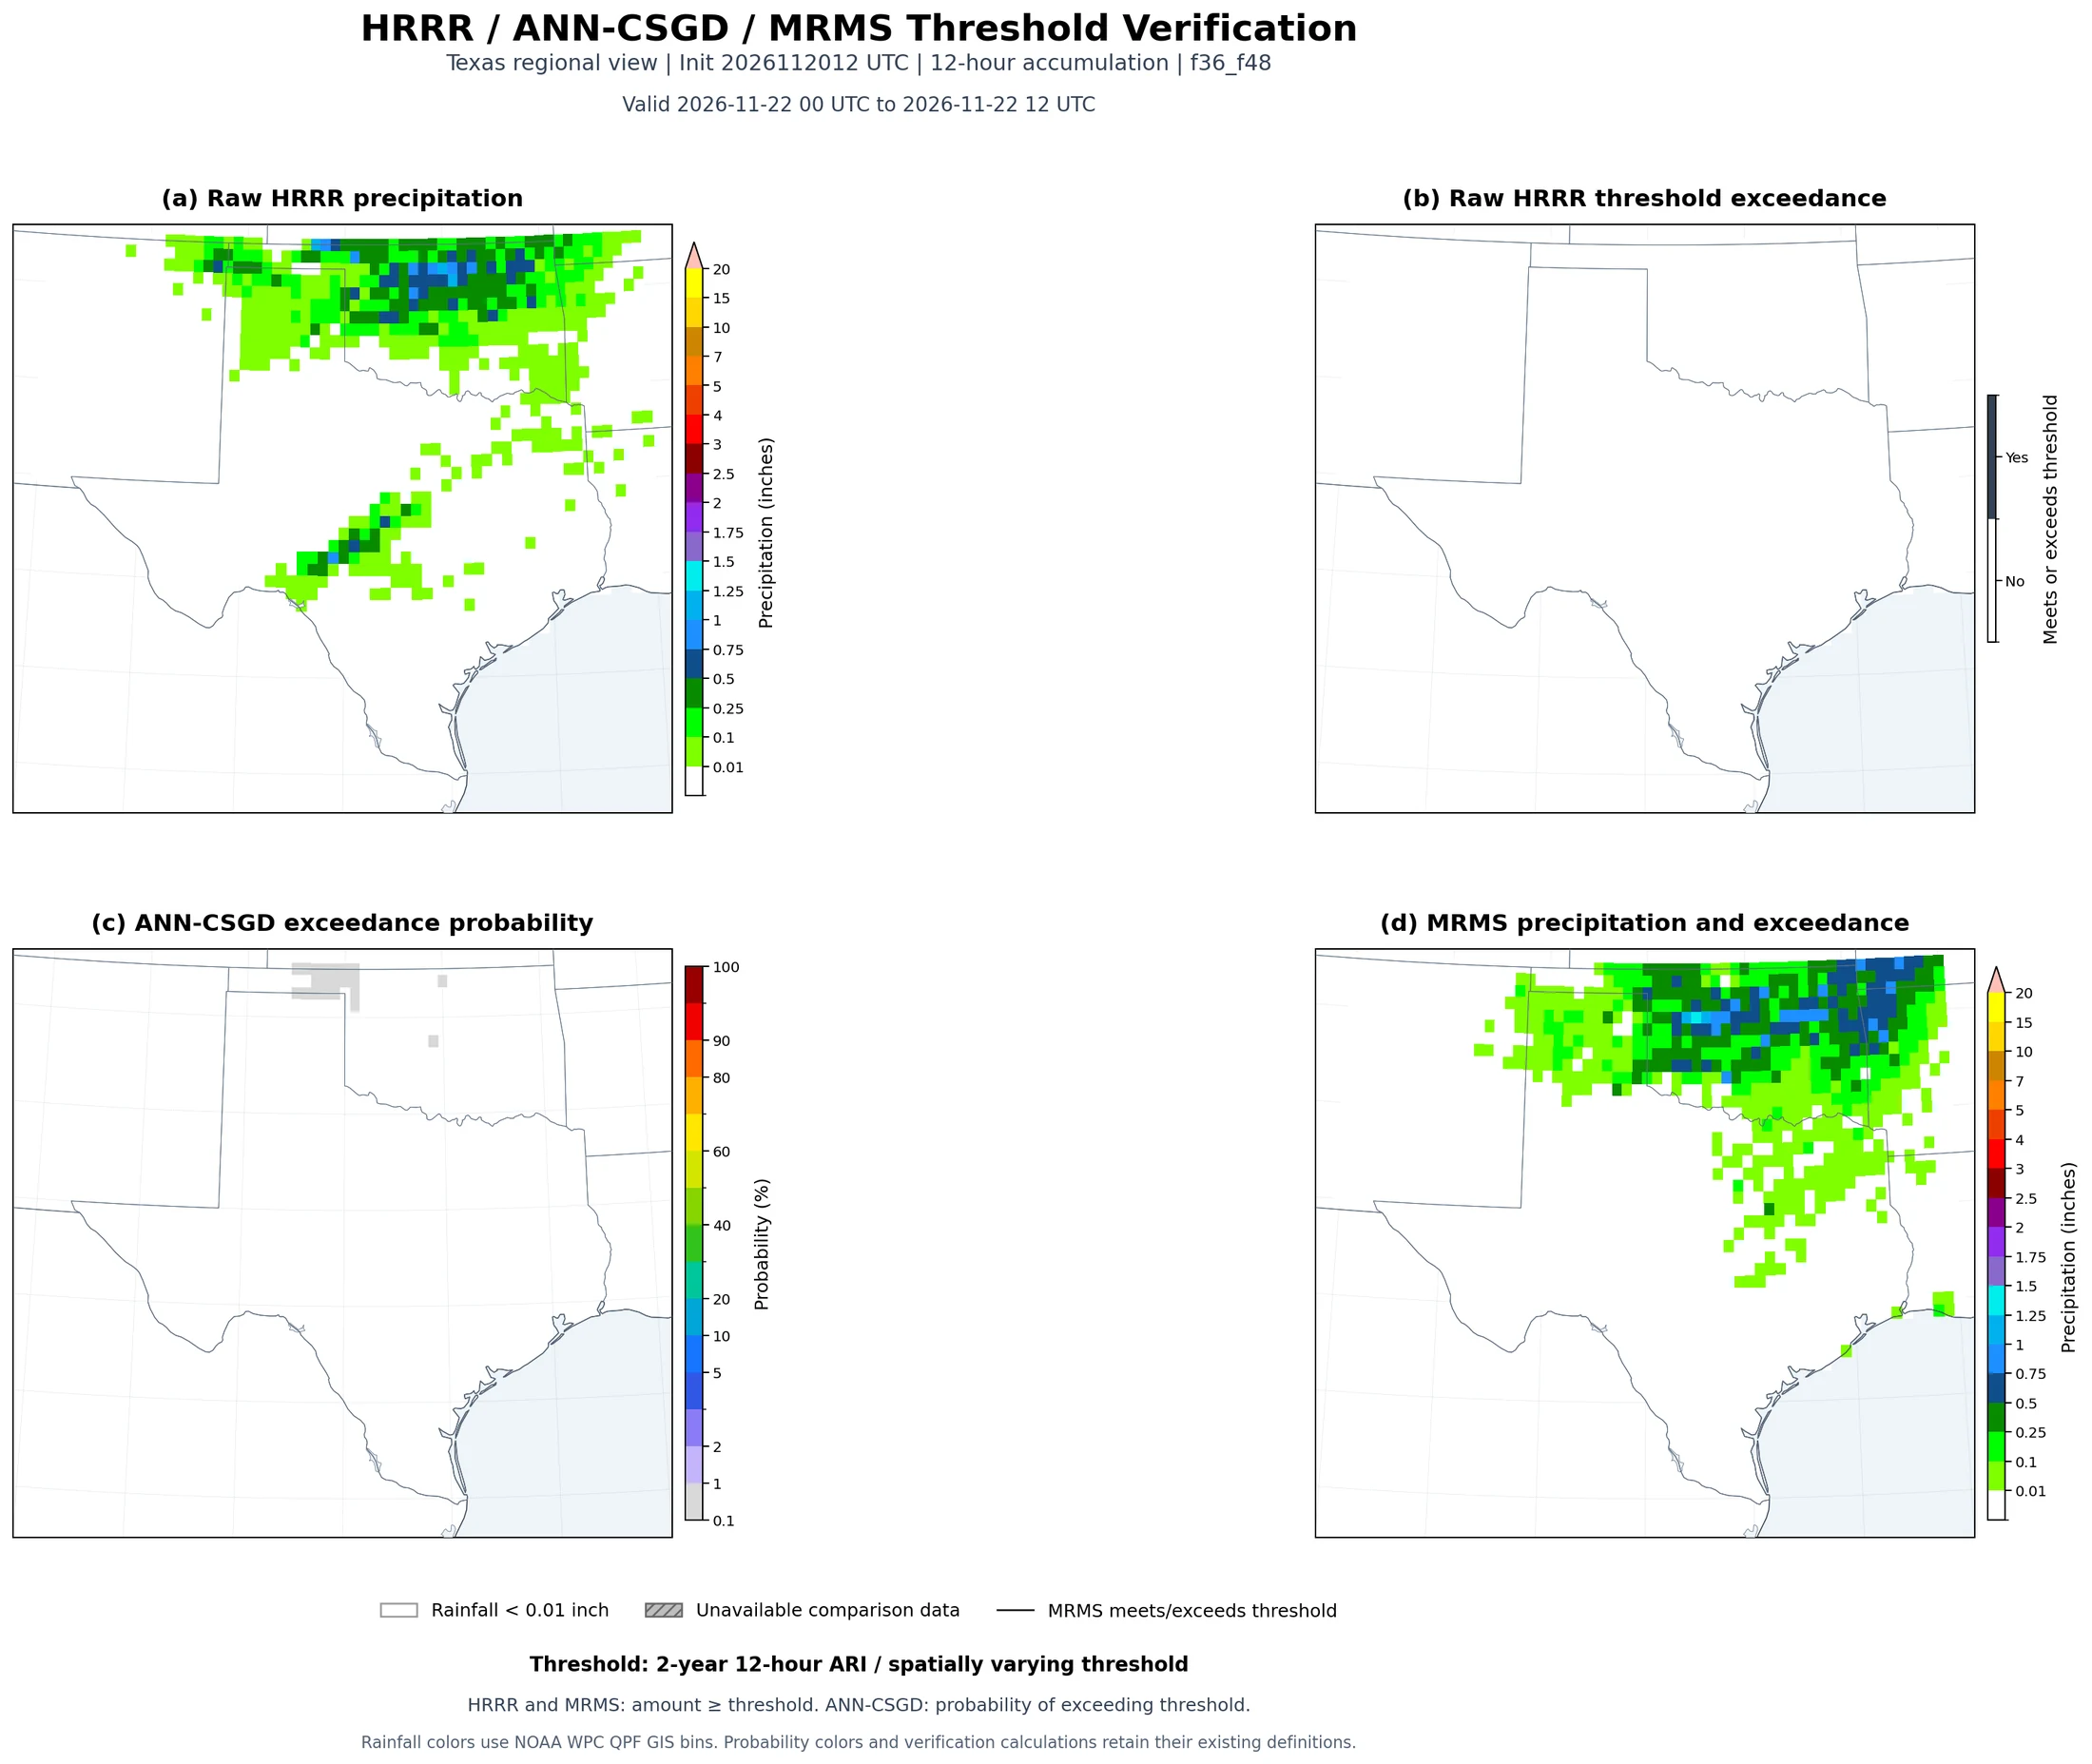 HRRR / ANN-CSGD / MRMS Threshold Verification
Texas regional view | Init 2026112012 UTC | 12-hour accumulation | f36_f48
Valid 2026-11-22 00 UTC to 2026-11-22 12 UTC
(a) Raw HRRR precipitation
20
15
10
7
5
4
3
2.5
2
1.75
1.5
1.25
1
0.75
0.5
0.25
0.1
0.01
Precipitation (inches)
(b) Raw HRRR threshold exceedance
Yes
No
Meets or exceeds threshold
(c) ANN-CSGD exceedance probability
100
90
80
60
40
20
10
5
2
1
0.1
Probability (%)
(d) MRMS precipitation and exceedance
20
15
10
7
5
4
3
2.5
2
1.75
1.5
1.25
1
0.75
0.5
0.25
0.1
0.01
Precipitation (inches)
Rainfall < 0.01 inch
Unavailable comparison data
MRMS meets/exceeds threshold
Threshold: 2-year 12-hour ARI / spatially varying threshold
HRRR and MRMS: amount ≥ threshold. ANN-CSGD: probability of exceeding threshold.
Rainfall colors use NOAA WPC QPF GIS bins. Probability colors and verification calculations retain their existing definitions.